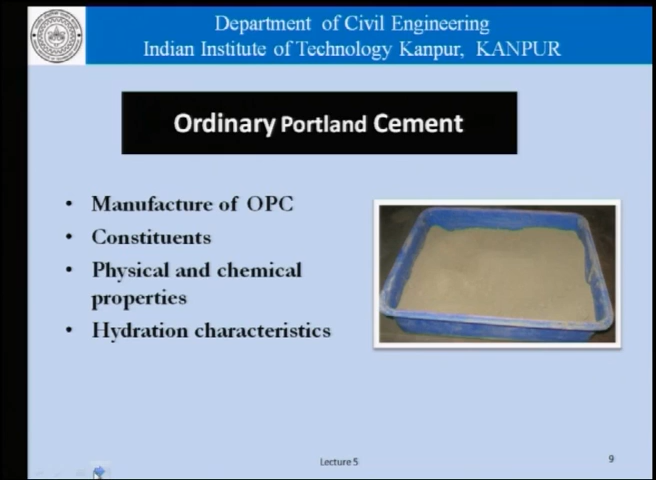 Department of Civil Engineering
Indian Institute of Technology Kanpur, KANPUR
Ordinary Portland Cement
• Manufacture of OPC
• Constituents
• Physical and chemical
properties
• Hydration characteristics
Lecture 5
9